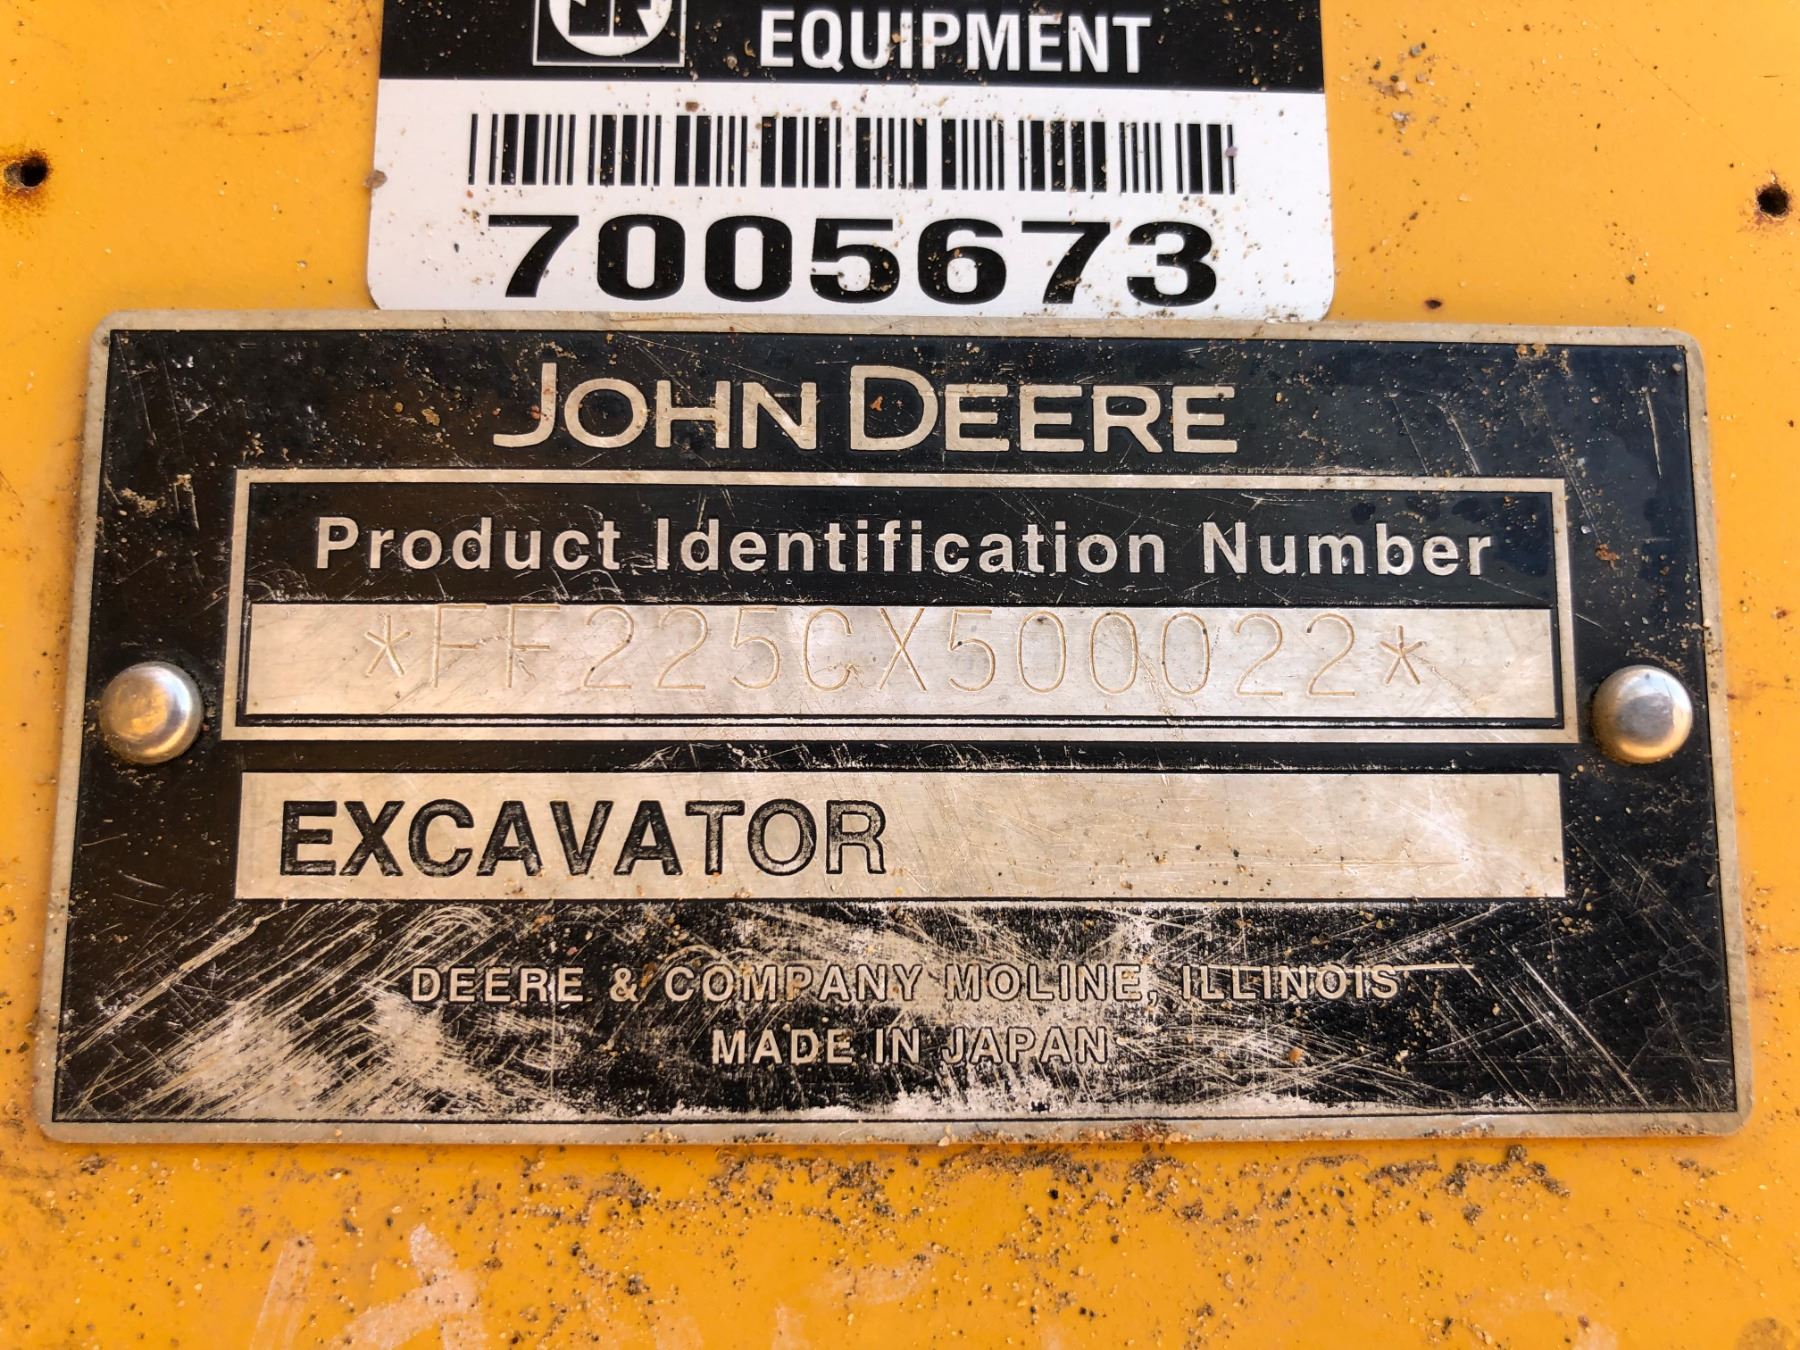 EQUIPMENT
7005673
JOHN DEERE
Product Identification Number
*FF225CX500022*
EXCAVATOR
DEERE & COMPANY MOLINE, ILLINOIS
MADE IN JAPAN